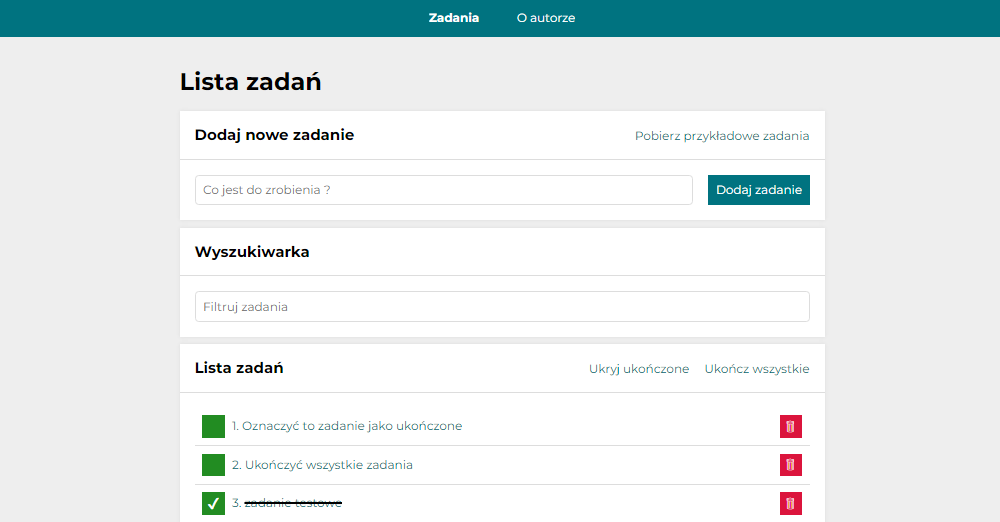 Zadania O autorze
Lista zadań
Dodaj nowe zadanie Pobierz przykładowe zadania
Co jest do zrobienia ? Dodaj zadanie
Wyszukiwarka
Filtruj zadania
Lista zadań Ukryj ukończone Ukończ wszystkie
1. Oznaczyć to zadanie jako ukończone
2. Ukończyć wszystkie zadania
3. zadanie testowe